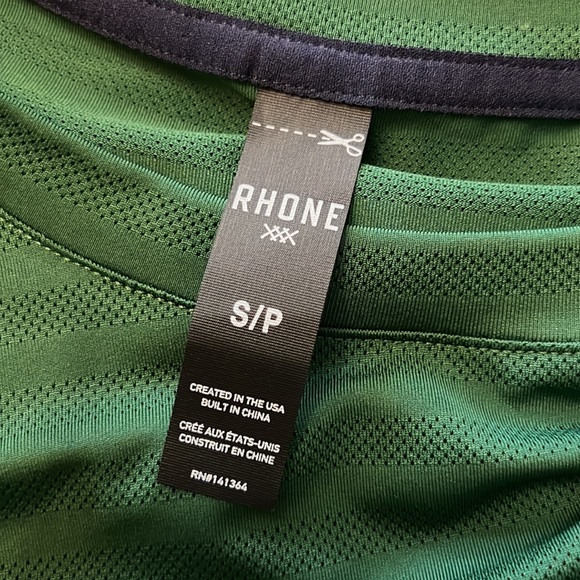 RHONE
S/P
CREATED IN THE USA
BUILT IN CHINA
CRÉÉ AUX ÉTATS-UNIS
CONSTRUIT EN CHINE
RN#141364